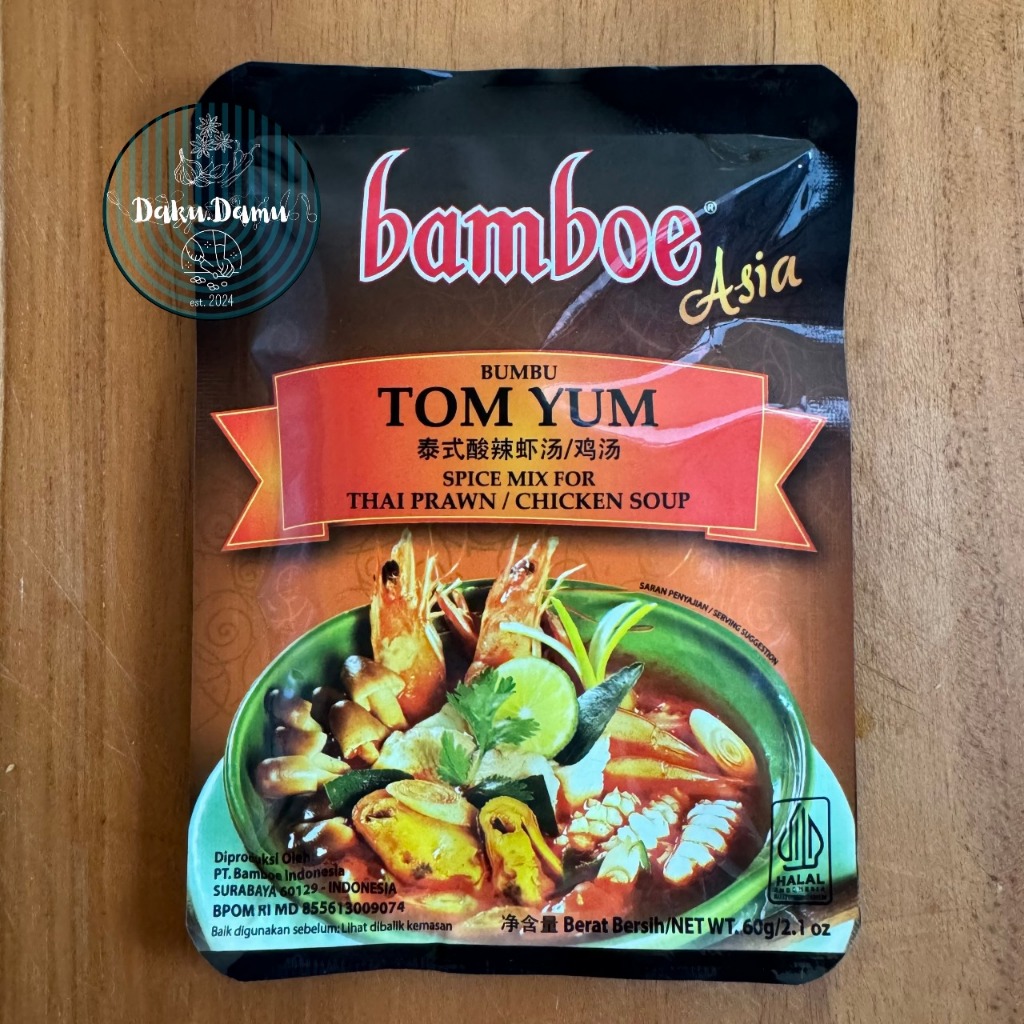 Daku.Damu
est. 2024
bamboe®
Asia
BUMBU
TOM YUM
泰式酸辣虾汤/鸡汤
SPICE MIX FOR
THAI PRAWN / CHICKEN SOUP
SARAN PENYAJIAN / SERVING SUGGESTION
HALAL
INDONESIA
Diproduksi Oleh
PT. Bamboe Indonesia
SURABAYA 60129 - INDONESIA
BPOM RI MD 855613009074
Baik digunakan sebelum: Lihat dibalik kemasan
净含量 Berat Bersih/NET WT. 60g/2.1 oz